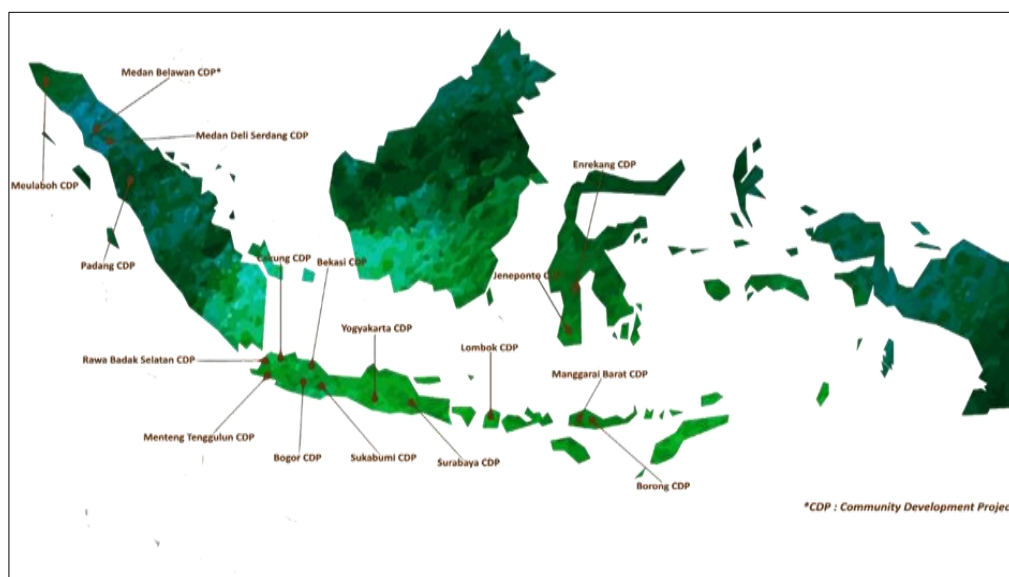 Medan Belawan CDP*
Medan Deli Serdang CDP
Enrekang CDP
Meulaboh CDP
Padang CDP
Cakung CDP
Bekasi CDP
Jeneponto CDP
Yogyakarta CDP
Lombok CDP
Rawa Badak Selatan CDP
Manggarai Barat CDP
Menteng Tenggulun CDP
Bogor CDP
Sukabumi CDP
Surabaya CDP
Borong CDP
*CDP : Community Development Projec